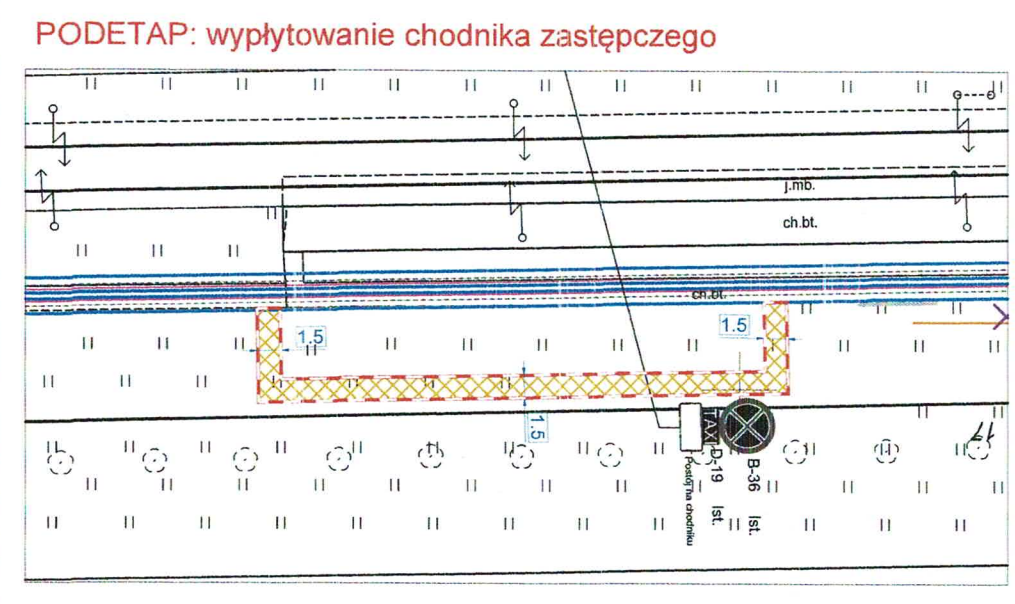 PODETAP: wypłytowanie chodnika zastępczego
j.mb.
ch.bt.
ch.bt.
1.5
1.5
1.5
TAXI
D-19 Ist.
B-36 Ist.
Postój na chodniku
17